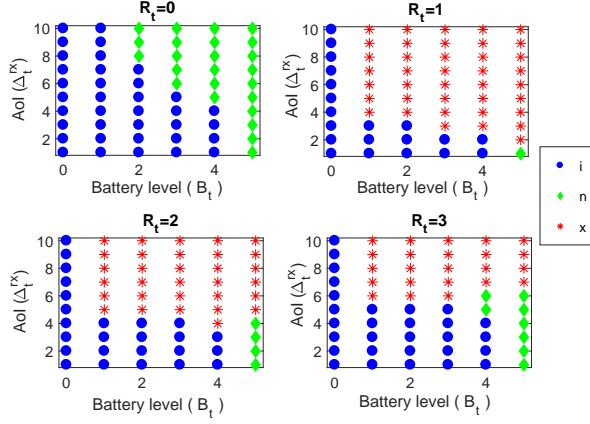 R_t=0
10
8
6
4
2
AoI (Δ_t^rx)
0 2 4
Battery level ( B_t )
R_t=1
10
8
6
4
2
AoI (Δ_t^rx)
0 2 4
Battery level ( B_t )
i
n
x
R_t=2
10
8
6
4
2
AoI (Δ_t^rx)
0 2 4
Battery level ( B_t )
R_t=3
10
8
6
4
2
AoI (Δ_t^rx)
0 2 4
Battery level ( B_t )